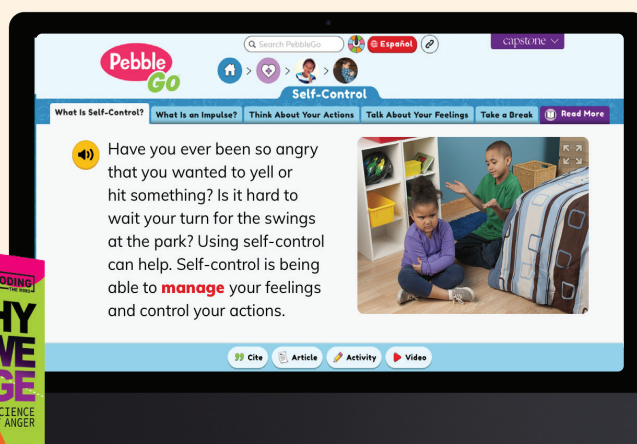 Search PebbleGo
Español
capstone
Pebble
Go
Self-Control
What Is Self-Control?
What Is an Impulse?
Think About Your Actions
Talk About Your Feelings
Take a Break
Read More
Have you ever been so angry
that you wanted to yell or
hit something? Is it hard to
wait your turn for the swings
at the park? Using self-control
can help. Self-control is being
able to manage your feelings
and control your actions.
Cite
Article
Activity
Video
THE MIND
WE
ANGER